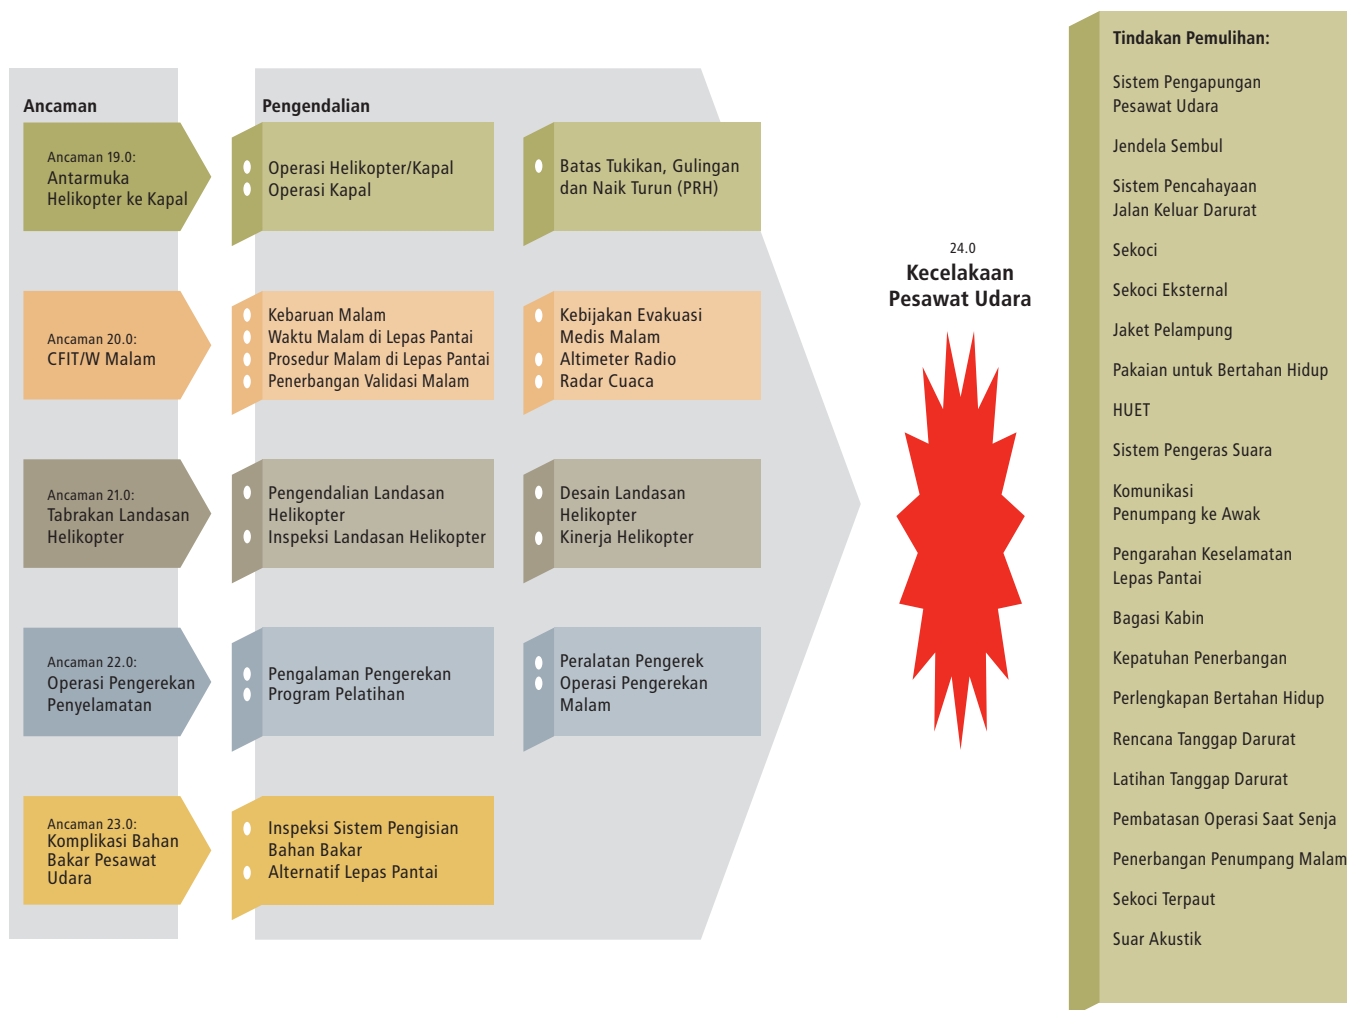 Ancaman
Pengendalian
Ancaman 19.0:
Antarmuka
Helikopter ke Kapal
Operasi Helikopter/Kapal
Operasi Kapal
Batas Tukikan, Gulingan
dan Naik Turun (PRH)
Ancaman 20.0:
CFIT/W Malam
Kebaruan Malam
Waktu Malam di Lepas Pantai
Prosedur Malam di Lepas Pantai
Penerbangan Validasi Malam
Kebijakan Evakuasi
Medis Malam
Altimeter Radio
Radar Cuaca
Ancaman 21.0:
Tabrakan Landasan
Helikopter
Pengendalian Landasan
Helikopter
Inspeksi Landasan Helikopter
Desain Landasan
Helikopter
Kinerja Helikopter
Ancaman 22.0:
Operasi Pengerekan
Penyelamatan
Pengalaman Pengerekan
Program Pelatihan
Peralatan Pengerek
Operasi Pengerekan
Malam
Ancaman 23.0:
Komplikasi Bahan
Bakar Pesawat
Udara
Inspeksi Sistem Pengisian
Bahan Bakar
Alternatif Lepas Pantai
24.0
Kecelakaan
Pesawat Udara
Tindakan Pemulihan:
Sistem Pengapungan
Pesawat Udara
Jendela Sembul
Sistem Pencahayaan
Jalan Keluar Darurat
Sekoci
Sekoci Eksternal
Jaket Pelampung
Pakaian untuk Bertahan Hidup
HUET
Sistem Pengeras Suara
Komunikasi
Penumpang ke Awak
Pengarahan Keselamatan
Lepas Pantai
Bagasi Kabin
Kepatuhan Penerbangan
Perlengkapan Bertahan Hidup
Rencana Tanggap Darurat
Latihan Tanggap Darurat
Pembatasan Operasi Saat Senja
Penerbangan Penumpang Malam
Sekoci Terpaut
Suar Akustik